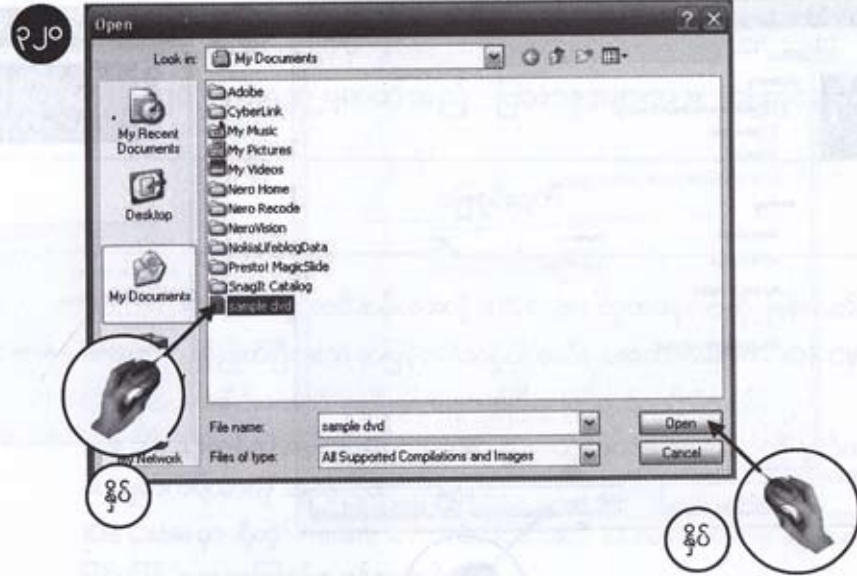 ၃၂၀
Open
Look in: My Documents
My Recent Documents
Desktop
My Documents
My Network
Adobe
CyberLink
My Music
My Pictures
My Videos
Nero Home
Nero Recode
NeroVision
NokiaLifeblogData
Presto! MagicSlide
SnagIt Catalog
sample dvd
File name: sample dvd Open
Files of type: All Supported Compilations and Images Cancel
နှိပ်
နှိပ်